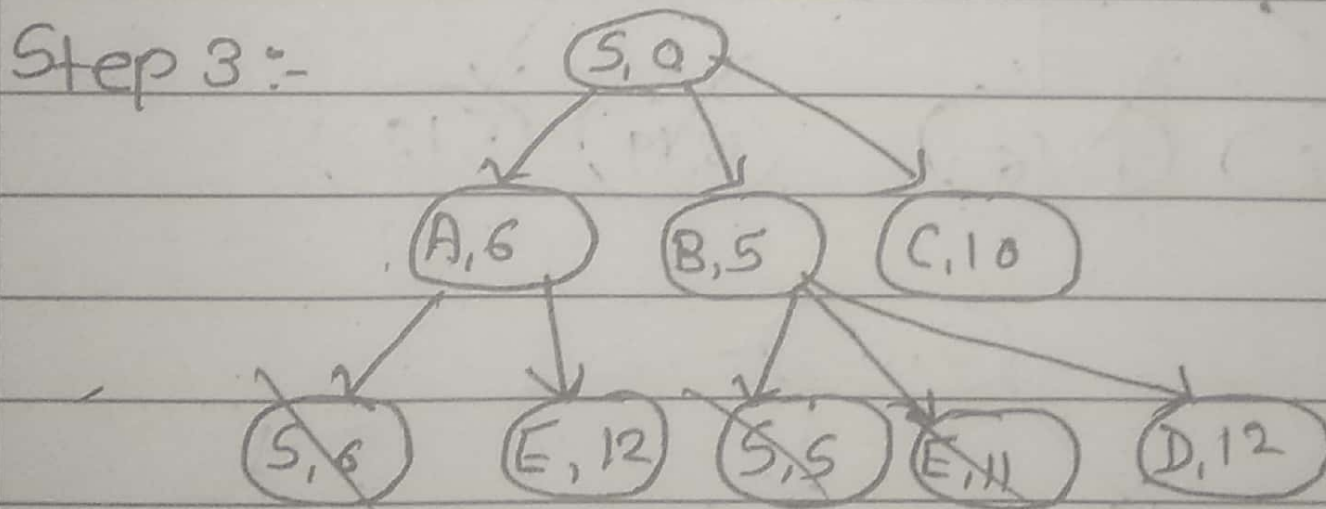 Step 3:-
S, 0
A, 6 B, 5 C, 10
S, 6 E, 12 S, 5 E, 11 D, 12